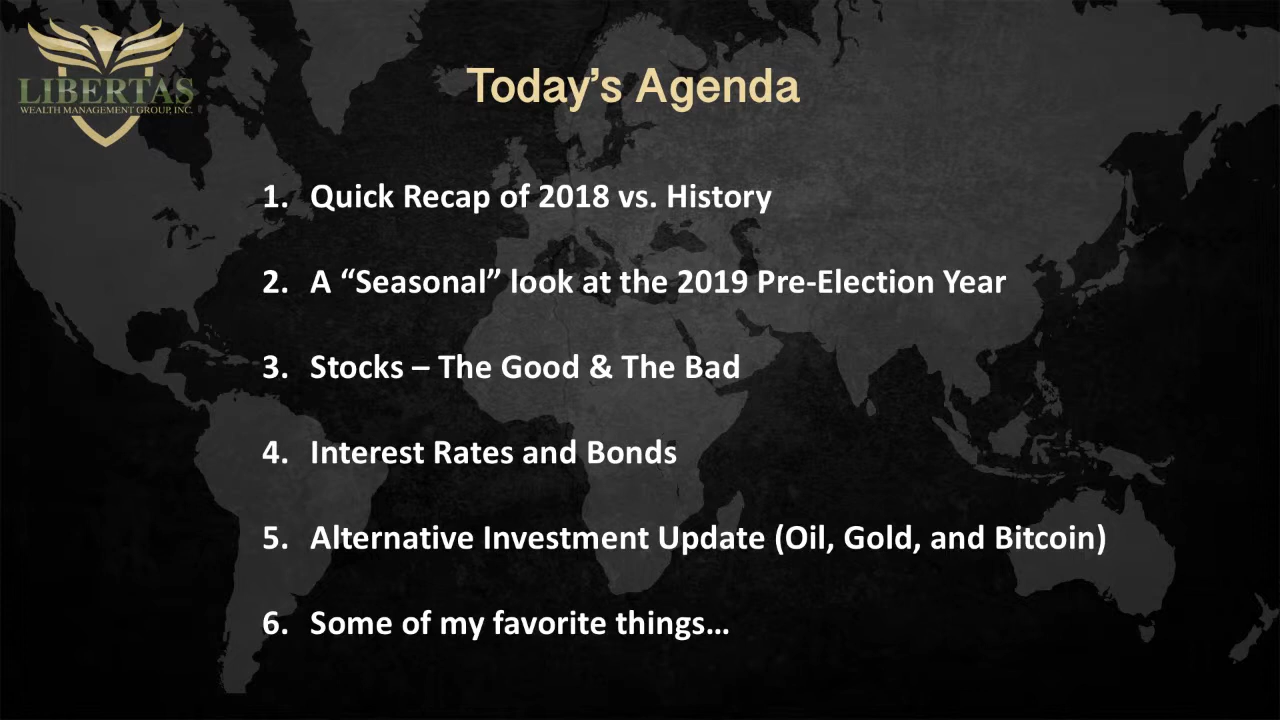 LIBERTAS
WEALTH MANAGEMENT GROUP, INC.
Today’s Agenda
1. Quick Recap of 2018 vs. History
2. A “Seasonal” look at the 2019 Pre-Election Year
3. Stocks – The Good & The Bad
4. Interest Rates and Bonds
5. Alternative Investment Update (Oil, Gold, and Bitcoin)
6. Some of my favorite things…